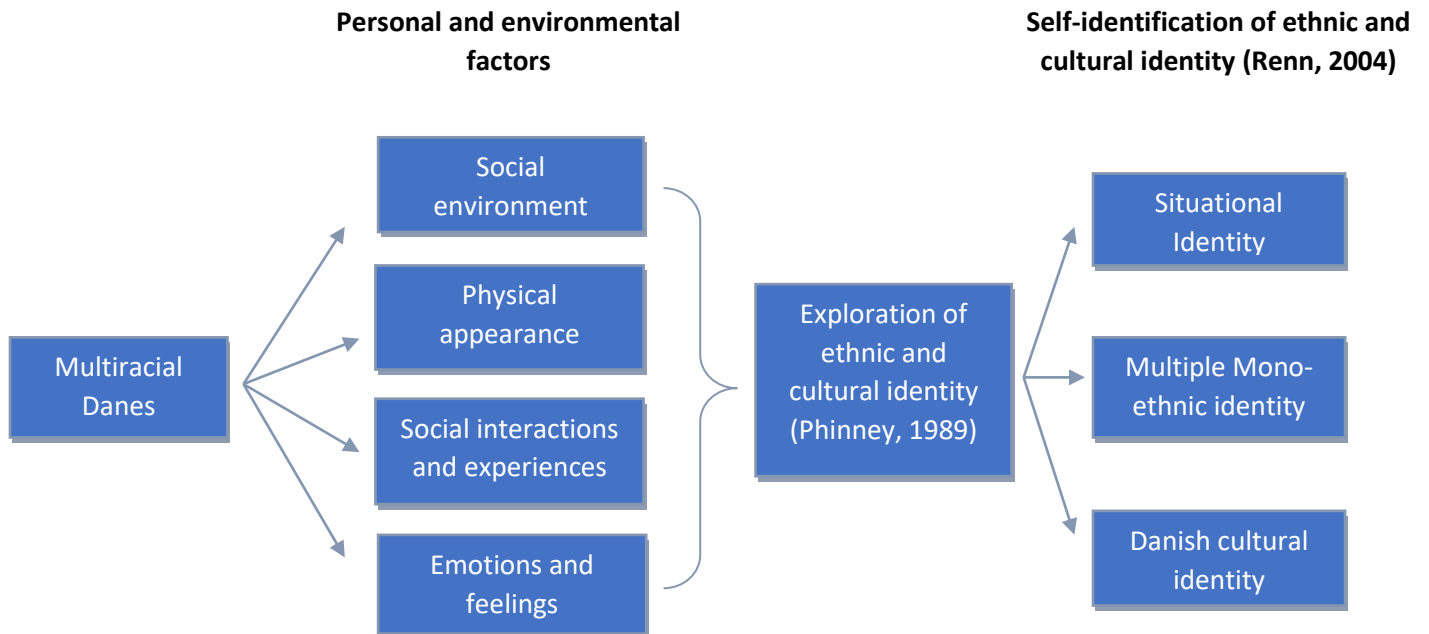 Personal and environmental
factors
Self-identification of ethnic and
cultural identity (Renn, 2004)
Multiracial
Danes
Social
environment
Physical
appearance
Social interactions
and experiences
Emotions and
feelings
Exploration of
ethnic and
cultural identity
(Phinney, 1989)
Situational
Identity
Multiple Mono-
ethnic identity
Danish cultural
identity